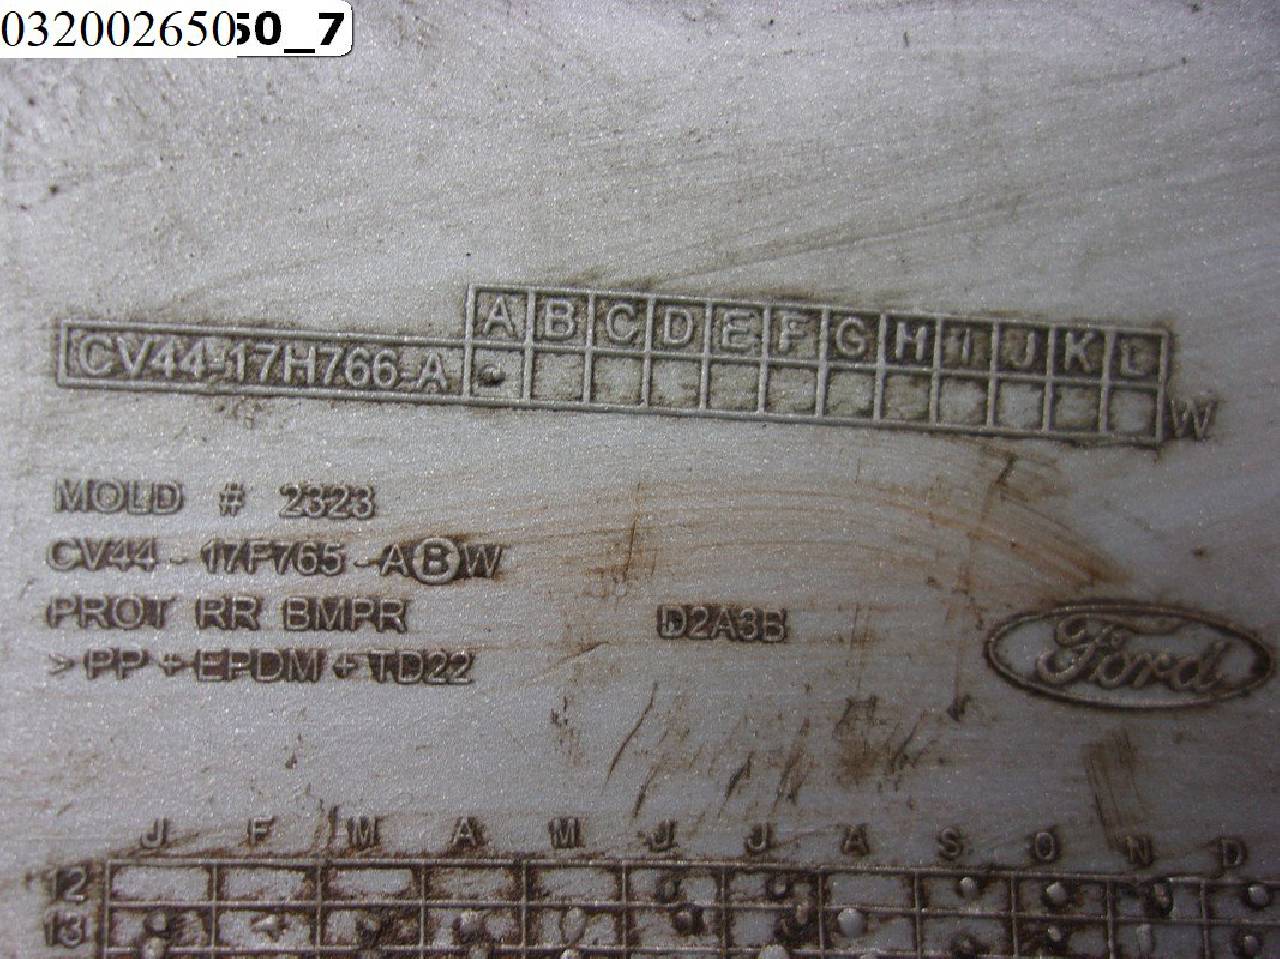 03200265050_7
A B C D E F G H I J K L
CV44-17H766-A W
MOLD # 2323
CV44 - 17F765 - ABW
PROT RR BMPR D2A3B
> PP + EPDM + TD22
Ford
J F M A M J J A S O N D
12
13